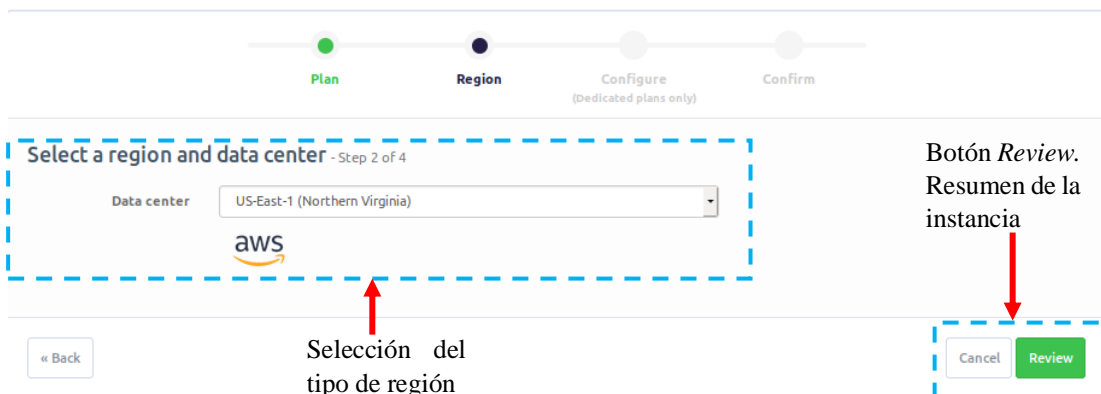 Plan Region Configure Confirm
(Dedicated plans only)
Select a region and data center - Step 2 of 4
Data center US-East-1 (Northern Virginia)
aws
Botón Review.
Resumen de la
instancia
« Back
Selección del
tipo de región
Cancel Review